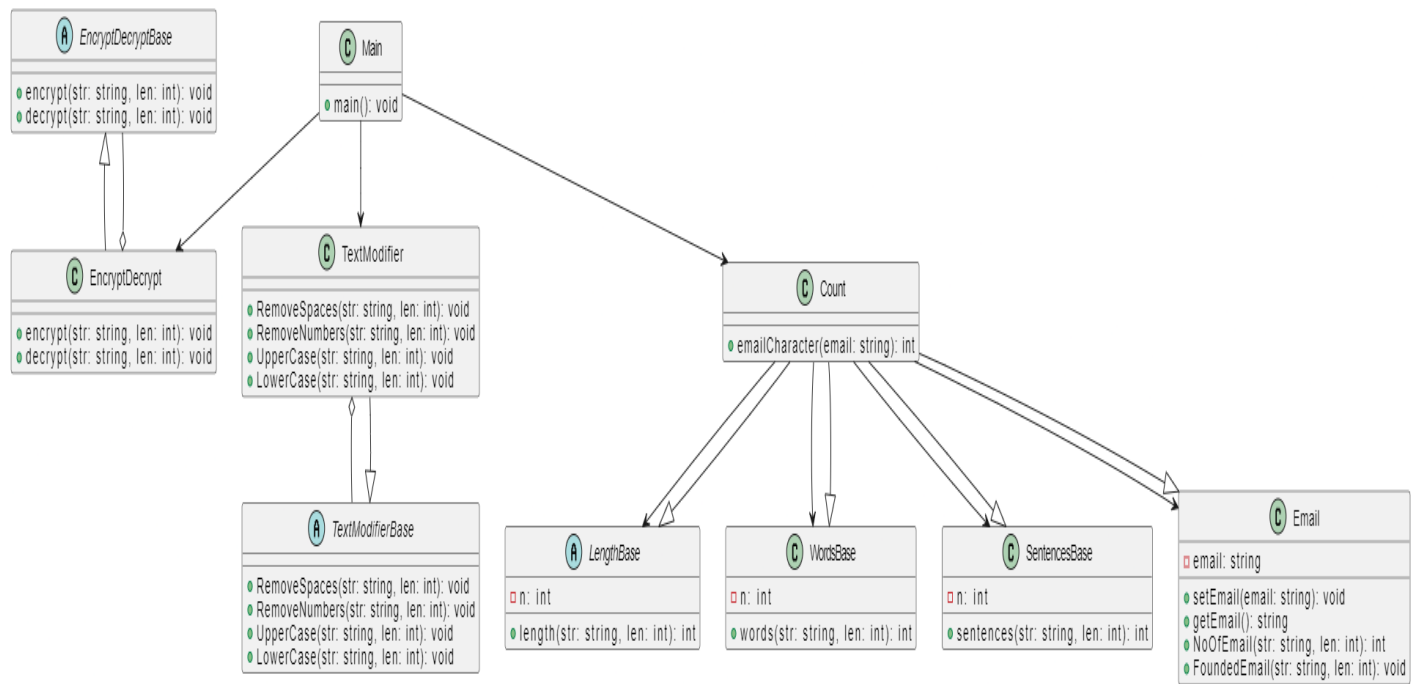 A EncryptDecryptBase
encrypt(str: string, len: int): void
decrypt(str: string, len: int): void
C Main
main(): void
C EncryptDecrypt
encrypt(str: string, len: int): void
decrypt(str: string, len: int): void
C TextModifier
RemoveSpaces(str: string, len: int): void
RemoveNumbers(str: string, len: int): void
UpperCase(str: string, len: int): void
LowerCase(str: string, len: int): void
C Count
emailCharacter(email: string): int
A TextModifierBase
RemoveSpaces(str: string, len: int): void
RemoveNumbers(str: string, len: int): void
UpperCase(str: string, len: int): void
LowerCase(str: string, len: int): void
A LengthBase
n: int
length(str: string, len: int): int
C WordsBase
n: int
words(str: string, len: int): int
C SentencesBase
n: int
sentences(str: string, len: int): int
C Email
email: string
setEmail(email: string): void
getEmail(): string
NoOfEmail(str: string, len: int): int
FoundedEmail(str: string, len: int): void